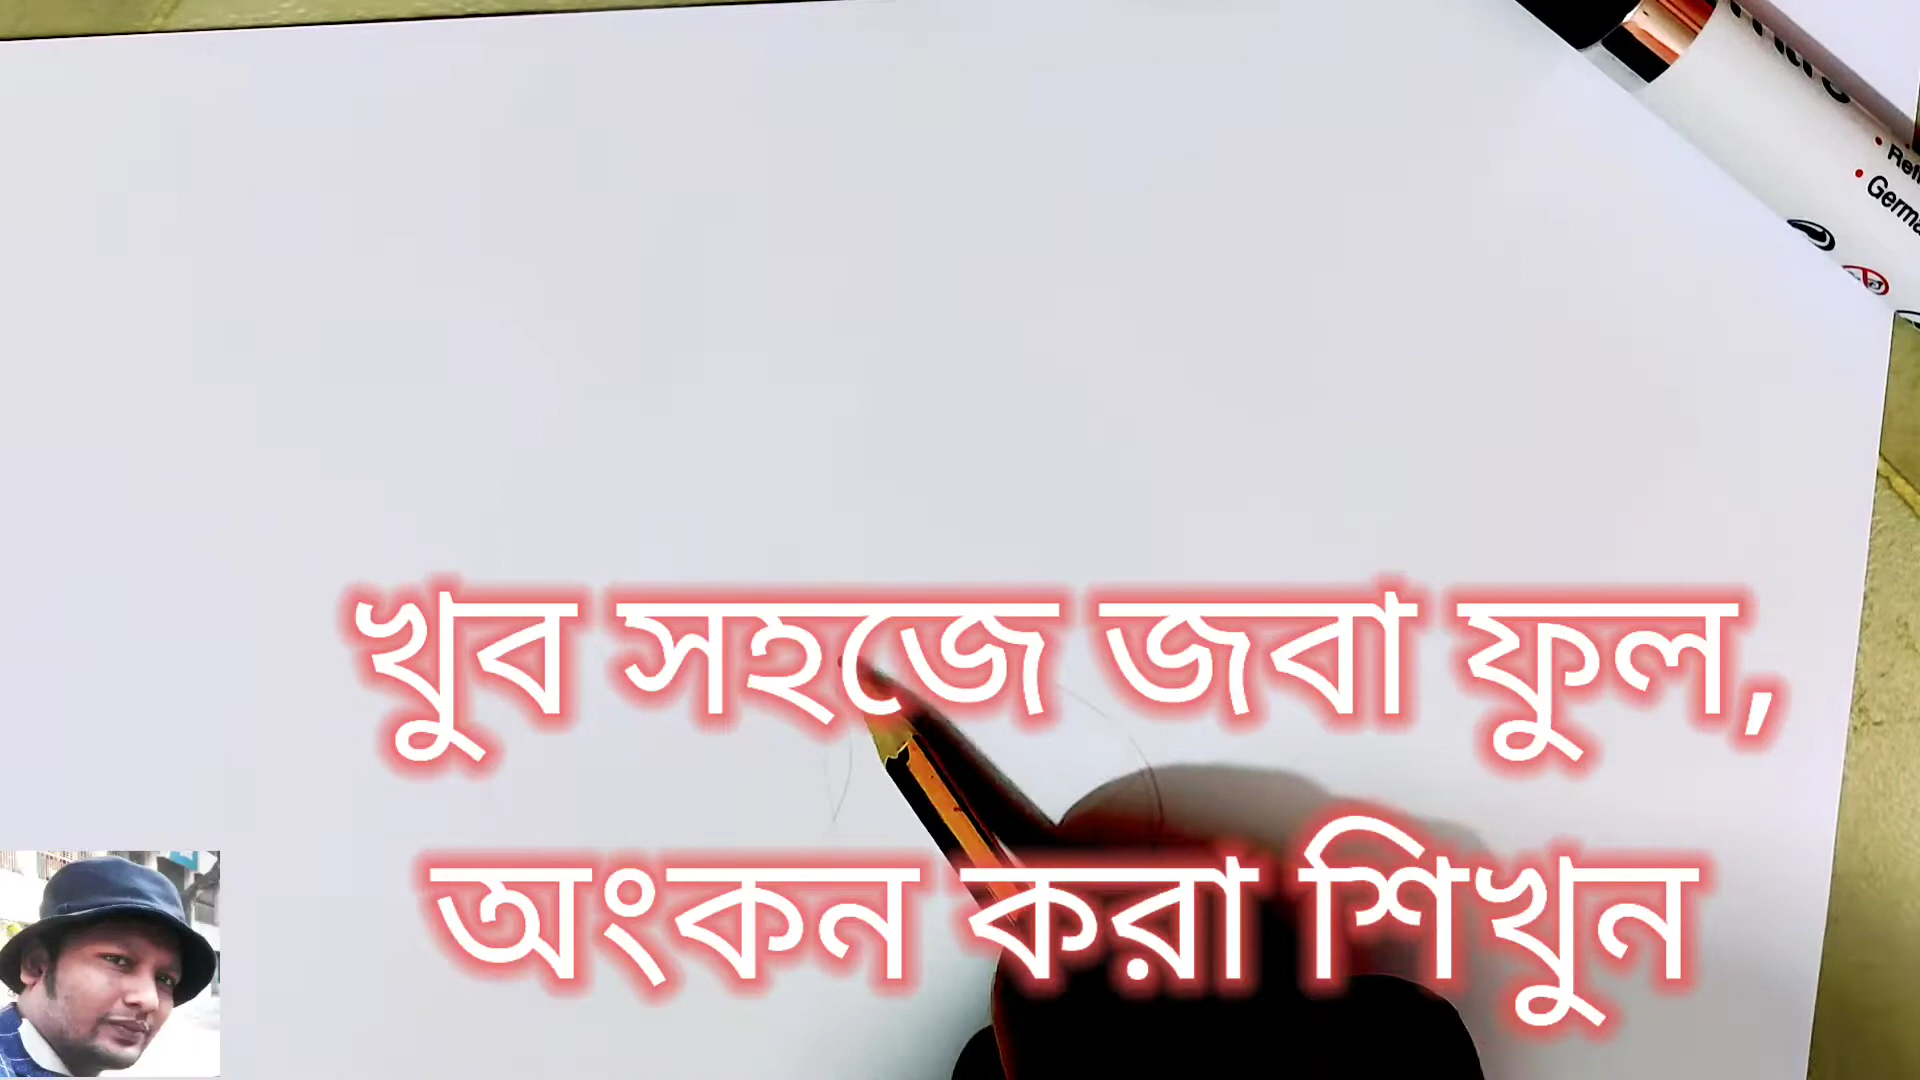 খুব সহজে জবা ফুল,
অংকন করা শিখুন